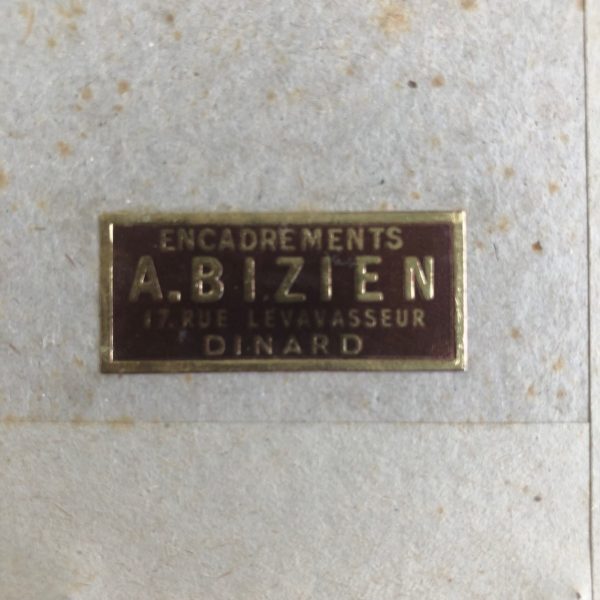 ENCADREMENTS
A. BIZIEN
17. RUE LEVAVASSEUR
DINARD